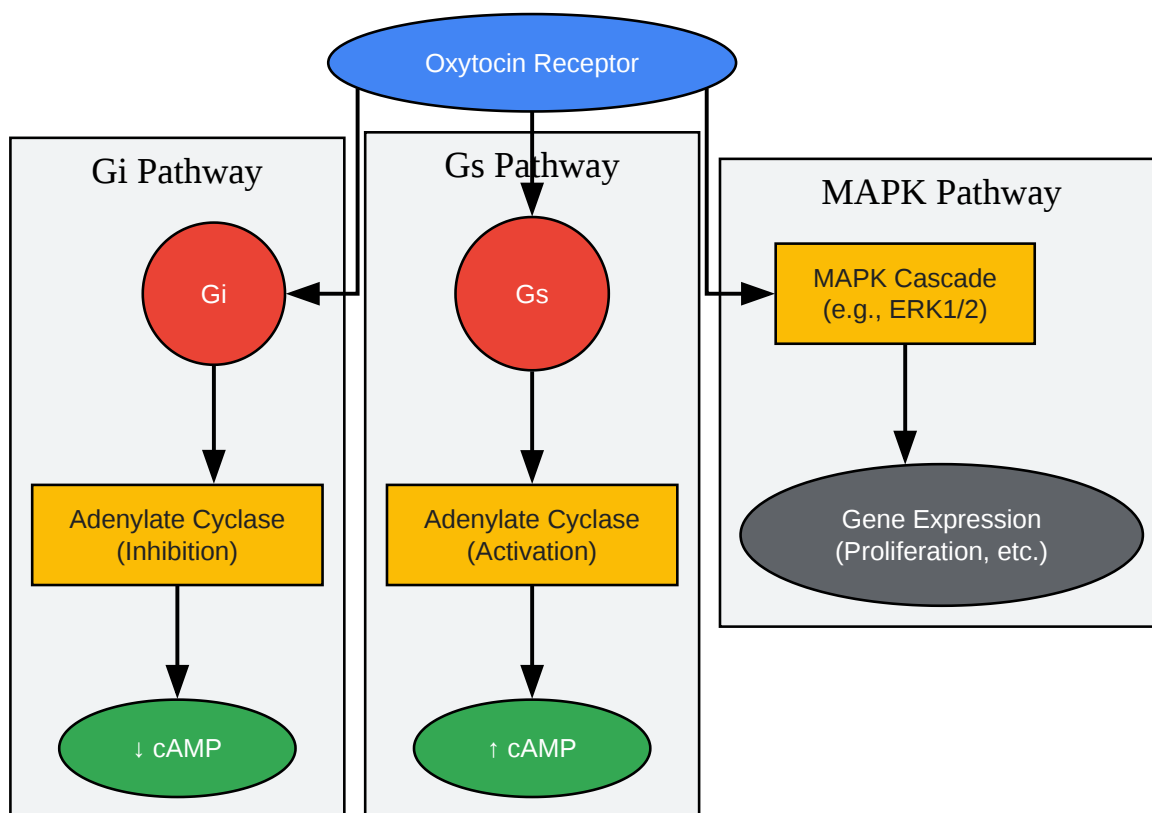 Oxytocin Receptor
Gi Pathway
Gi
Adenylate Cyclase
(Inhibition)
↓ cAMP
Gs Pathway
Gs
Adenylate Cyclase
(Activation)
↑ cAMP
MAPK Pathway
MAPK Cascade
(e.g., ERK1/2)
Gene Expression
(Proliferation, etc.)